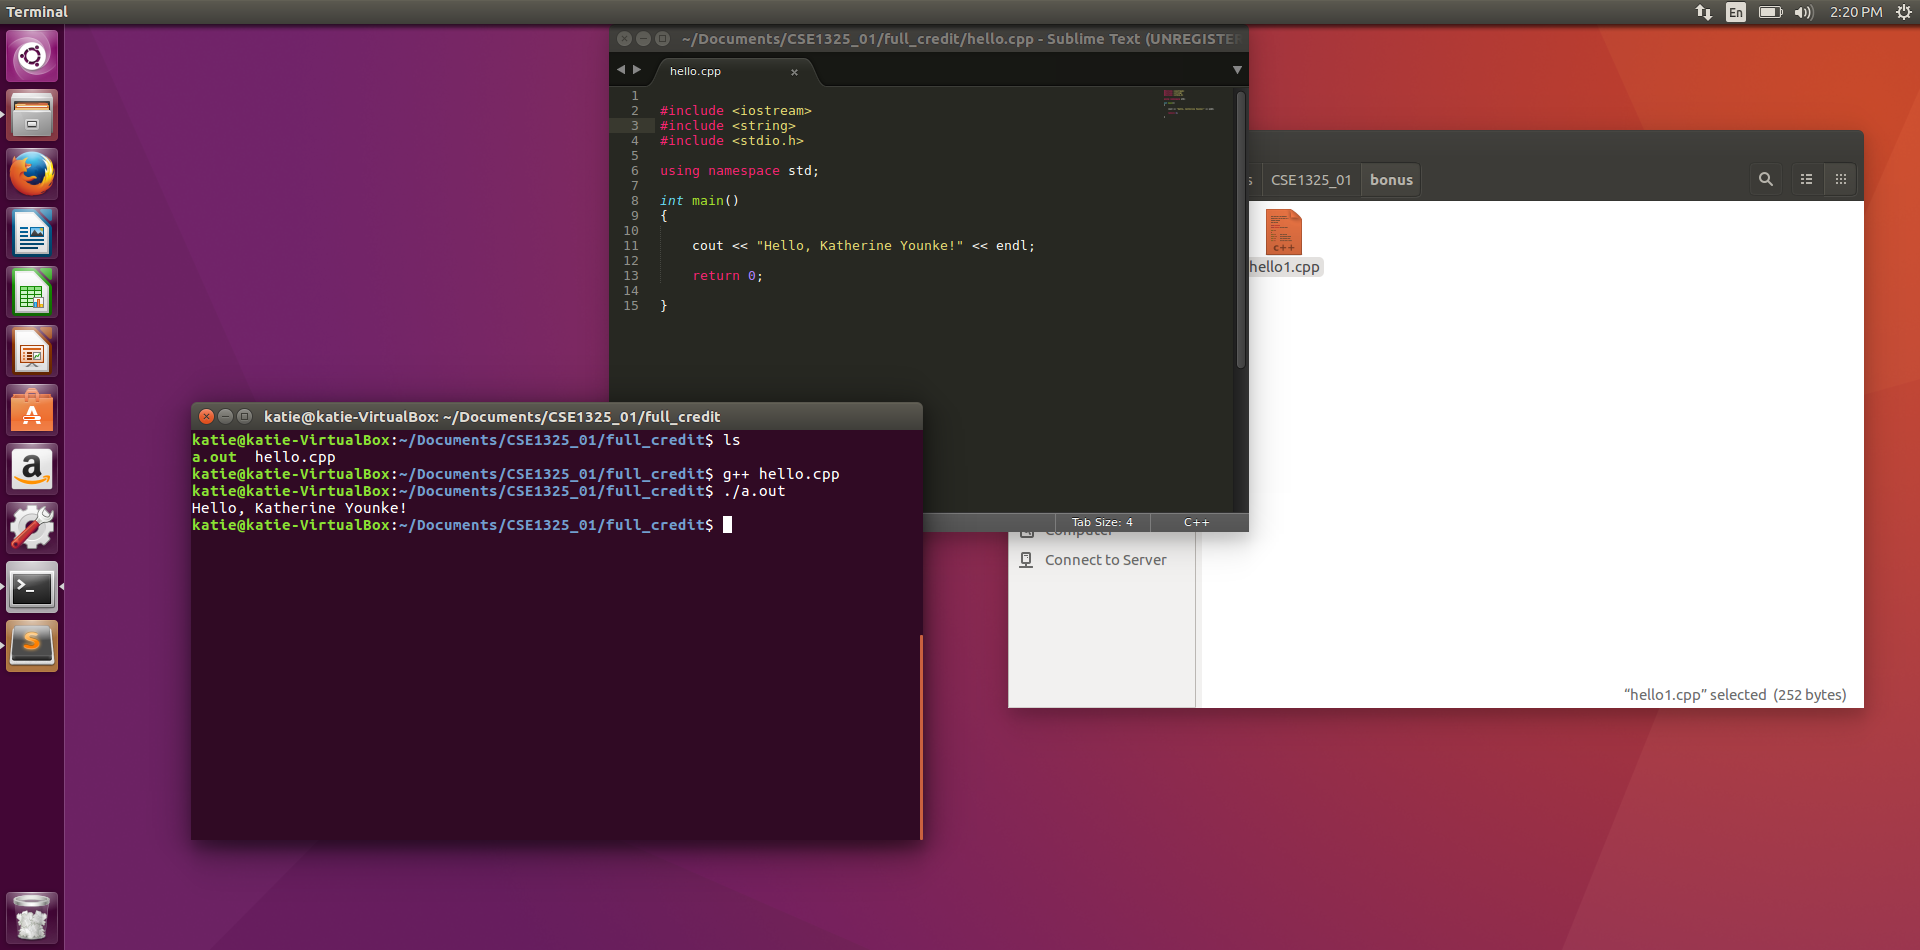 Terminal
En
2:20 PM
~/Documents/CSE1325_01/full_credit/hello.cpp - Sublime Text (UNREGISTER
hello.cpp
1
2 #include <iostream>
3 #include <string>
4 #include <stdio.h>
5
6 using namespace std;
7
8 int main()
9 {
10
11 cout << "Hello, Katherine Younke!" << endl;
12
13 return 0;
14
15 }
Tab Size: 4 C++
s CSE1325_01 bonus
c++
hello1.cpp
Computer
Connect to Server
“hello1.cpp” selected (252 bytes)
katie@katie-VirtualBox: ~/Documents/CSE1325_01/full_credit
katie@katie-VirtualBox:~/Documents/CSE1325_01/full_credit$ ls
a.out hello.cpp
katie@katie-VirtualBox:~/Documents/CSE1325_01/full_credit$ g++ hello.cpp
katie@katie-VirtualBox:~/Documents/CSE1325_01/full_credit$ ./a.out
Hello, Katherine Younke!
katie@katie-VirtualBox:~/Documents/CSE1325_01/full_credit$